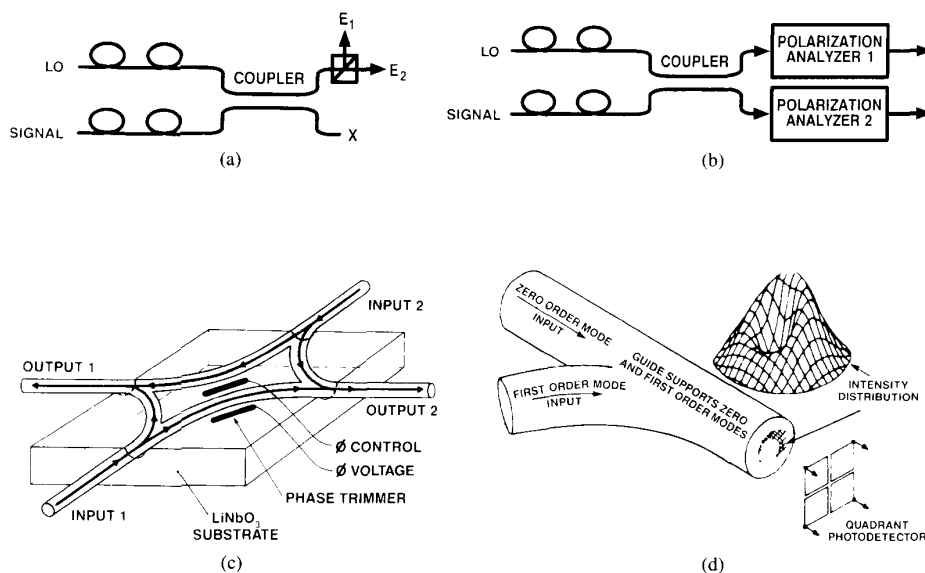 E1
LO
COUPLER
E2
SIGNAL
X
(a)
LO
COUPLER
POLARIZATION
ANALYZER 1
SIGNAL
POLARIZATION
ANALYZER 2
(b)
INPUT 2
OUTPUT 1
OUTPUT 2
Ø CONTROL
Ø VOLTAGE
PHASE TRIMMER
INPUT 1
LiNbO3
SUBSTRATE
(c)
ZERO ORDER MODE
INPUT
FIRST ORDER MODE
INPUT
GUIDE SUPPORTS ZERO
AND FIRST ORDER MODES
INTENSITY
DISTRIBUTION
QUADRANT
PHOTODETECTOR
(d)